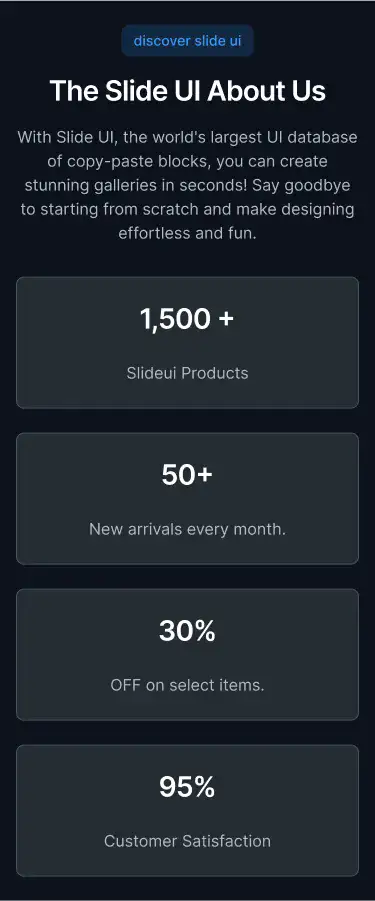 discover slide ui
The Slide UI About Us
With Slide UI, the world's largest UI database
of copy-paste blocks, you can create
stunning galleries in seconds! Say goodbye
to starting from scratch and make designing
effortless and fun.
1,500 +
Slideui Products
50+
New arrivals every month.
30%
OFF on select items.
95%
Customer Satisfaction